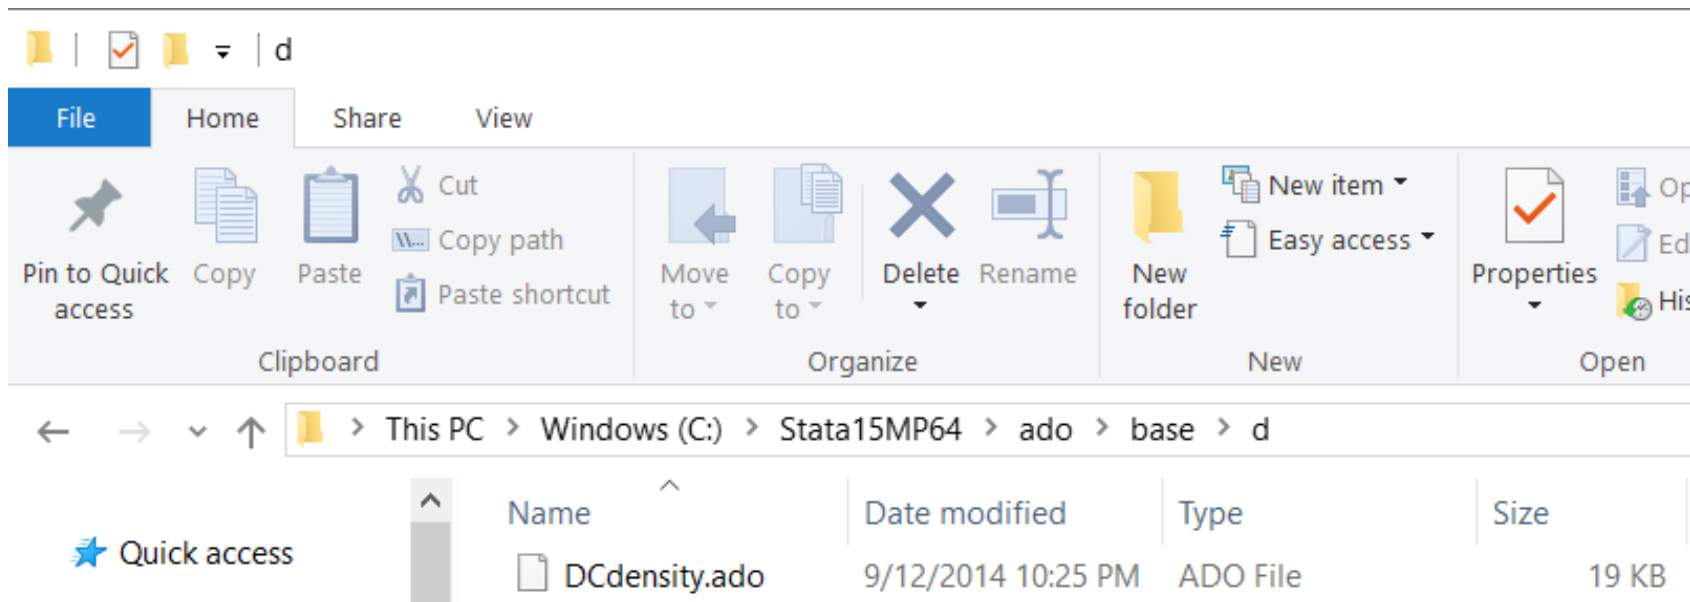 d
File Home Share View
Cut
New item
Copy path
Easy access
Pin to Quick access Copy Paste Paste shortcut Move to Copy to Delete Rename New folder Properties
Clipboard Organize New Open
This PC > Windows (C:) > Stata15MP64 > ado > base > d
Name Date modified Type Size
Quick access
DCdensity.ado 9/12/2014 10:25 PM ADO File 19 KB